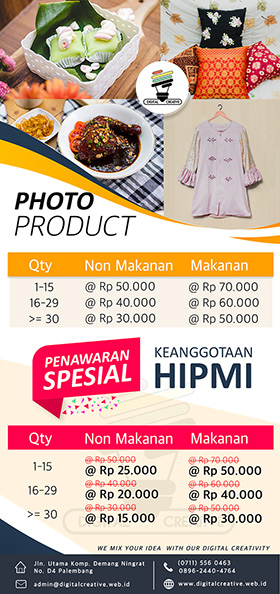 DIGITAL CREATIVE
PHOTO
PRODUCT
Qty Non Makanan Makanan
1-15 @ Rp 50.000 @ Rp 70.000
16-29 @ Rp 40.000 @ Rp 60.000
>= 30 @ Rp 30.000 @ Rp 50.000
PENAWARAN
SPESIAL
KEANGGOTAAN
HIPMI
Qty Non Makanan Makanan
@ Rp 50.000 @ Rp 70.000
1-15 @ Rp 25.000 @ Rp 50.000
@ Rp 40.000 @ Rp 60.000
16-29 @ Rp 20.000 @ Rp 40.000
@ Rp 30.000 @ Rp 50.000
>= 30 @ Rp 15.000 @ Rp 30.000
DIGITAL CREATIVE
WE MIX YOUR IDEA WITH OUR DIGITAL CREATIVITY
Jln. Utama Komp. Demang Ningrat
No. D4 Palembang
(0711) 556 0463
0896-2440-4764
admin@digitalcreative.web.id
www.digitalcreative.web.id